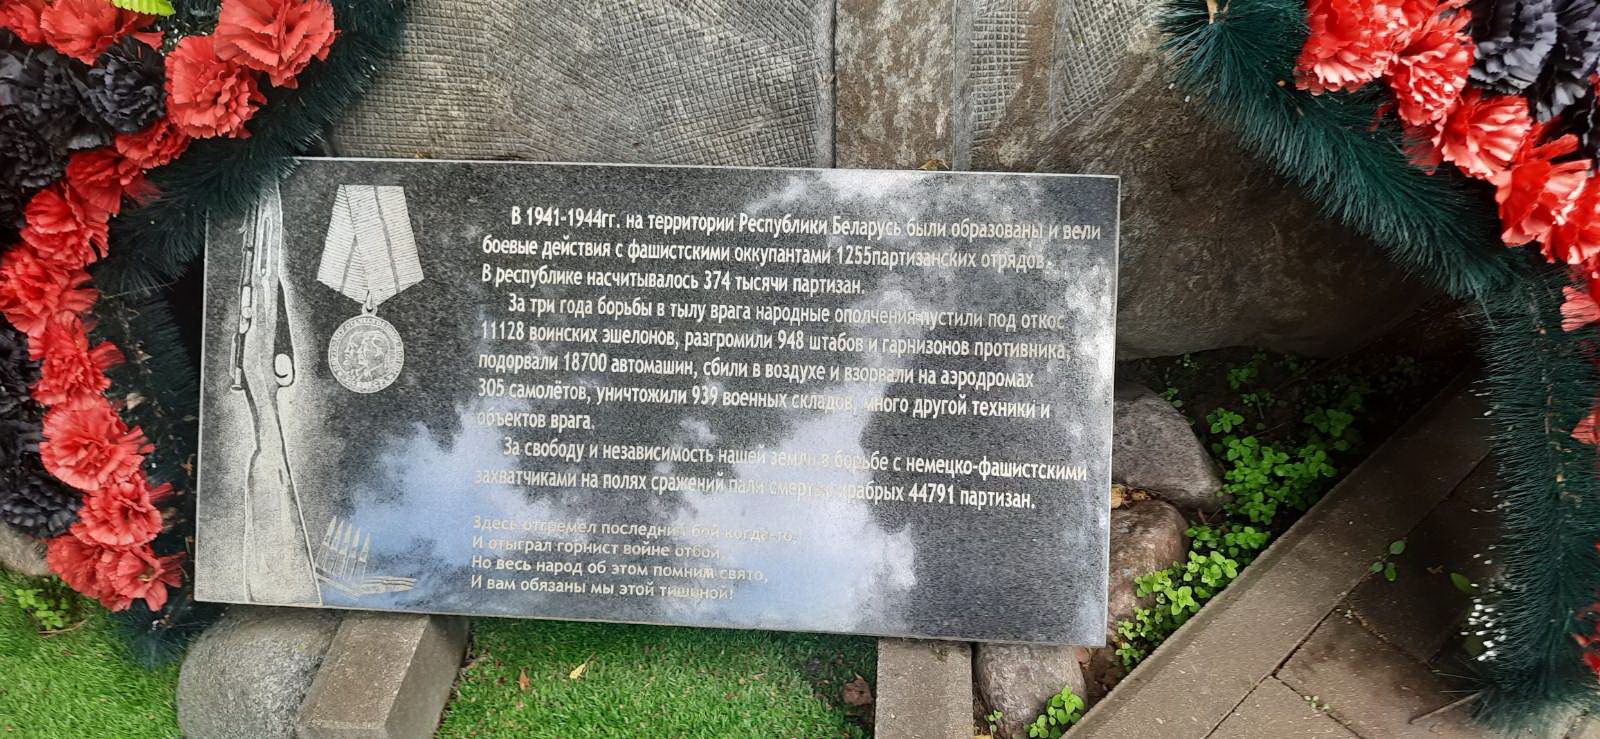 В 1941-1944гг. на территории Республики Беларусь были образованы и вели
боевые действия с фашистскими оккупантами 1255партизанских отрядов.
В республике насчитывалось 374 тысячи партизан.
За три года борьбы в тылу врага народные ополчения пустили под откос
11128 воинских эшелонов, разгромили 948 штабов и гарнизонов противника,
подорвали 18700 автомашин, сбили в воздухе и взорвали на аэродромах
305 самолётов, уничтожили 939 военных складов, много другой техники и
объектов врага.
За свободу и независимость нашей земли в борьбе с немецко-фашистскими
захватчиками на полях сражений пали смертью храбрых 44791 партизан.
Здесь отгремел последний бой когда-то,
И отыграл горнист войне отбой,
Но весь народ об этом помним свято,
И вам обязаны мы этой тишиной!